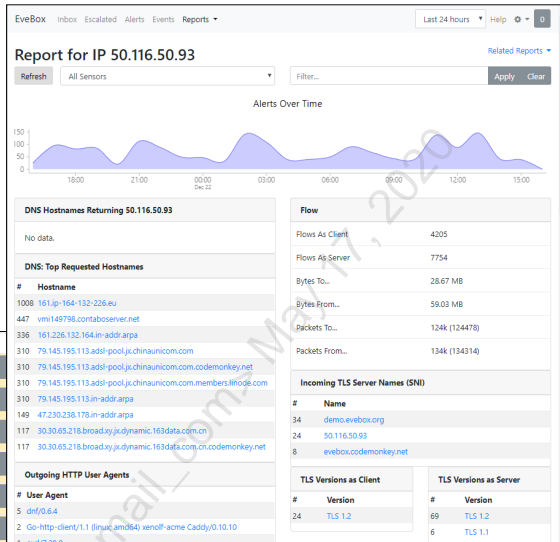 EveBox Inbox Escalated Alerts Events Reports Last 24 hours Help 0
Report for IP 50.116.50.93
Related Reports
Refresh All Sensors Filter... Apply Clear
Alerts Over Time
150
100
50
0
18:00 21:00 00:00 03:00 06:00 09:00 12:00 15:00
Dec 22
DNS Hostnames Returning 50.116.50.93
No data.
DNS: Top Requested Hostnames
# Hostname
1008 161.ip-164-132-226.eu
447 vmi149798.contaboserver.net
336 161.226.132.164.in-addr.arpa
310 79.145.195.113.adsl-pool.jx.chinaunicom.com
310 79.145.195.113.adsl-pool.jx.chinaunicom.com.codemonkey.net
310 79.145.195.113.adsl-pool.jx.chinaunicom.com.members.linode.com
310 79.145.195.113.in-addr.arpa
149 47.230.238.178.in-addr.arpa
117 30.30.65.218.broad.xy.jx.dynamic.163data.com.cn
117 30.30.65.218.broad.xy.jx.dynamic.163data.com.cn.codemonkey.net
Outgoing HTTP User Agents
# User Agent
5 dnf/0.6.4
2 Go-http-client/1.1 (linux; amd64) xenolf-acme Caddy/0.10.10
Flow
Flows As Client 4205
Flows As Server 7754
Bytes To... 28.67 MB
Bytes From... 59.03 MB
Packets To... 124k (124478)
Packets From... 134k (134314)
Incoming TLS Server Names (SNI)
# Name
34 demo.evebox.org
24 50.116.50.93
8 evebox.codemonkey.net
TLS Versions as Client
# Version
24 TLS 1.2
TLS Versions as Server
# Version
69 TLS 1.2
6 TLS 1.1
mail_com> May 17, 2020